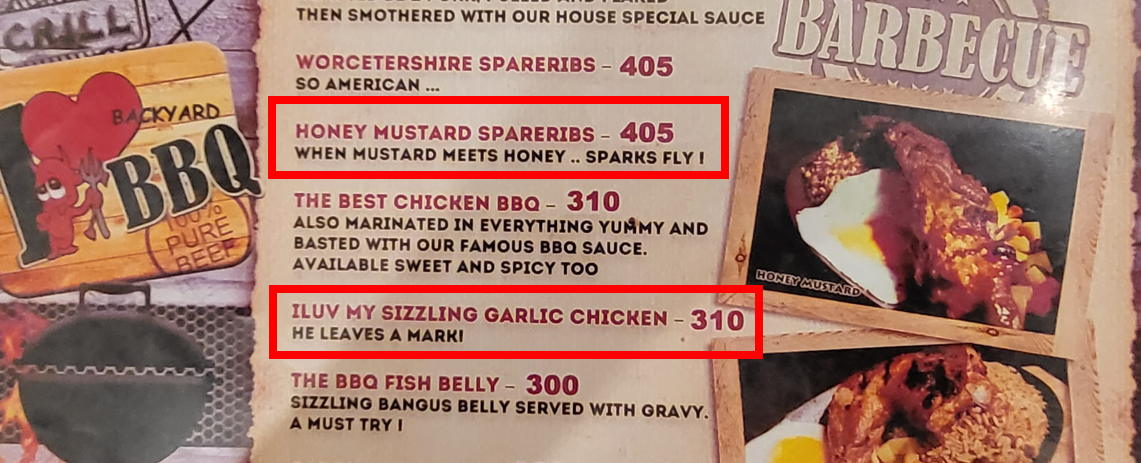 GRILL
THEN SMOTHERED WITH OUR HOUSE SPECIAL SAUCE
BARBECUE
WORCETERSHIRE SPARERIBS - 405
SO AMERICAN ...
I
BACKYARD
BBQ
100%
PURE
BEEF
HONEY MUSTARD SPARERIBS - 405
WHEN MUSTARD MEETS HONEY .. SPARKS FLY !
THE BEST CHICKEN BBQ - 310
ALSO MARINATED IN EVERYTHING YUMMY AND
BASTED WITH OUR FAMOUS BBQ SAUCE.
AVAILABLE SWEET AND SPICY TOO
HONEY MUSTARD
ILUV MY SIZZLING GARLIC CHICKEN - 310
HE LEAVES A MARK!
THE BBQ FISH BELLY - 300
SIZZLING BANGUS BELLY SERVED WITH GRAVY.
A MUST TRY !